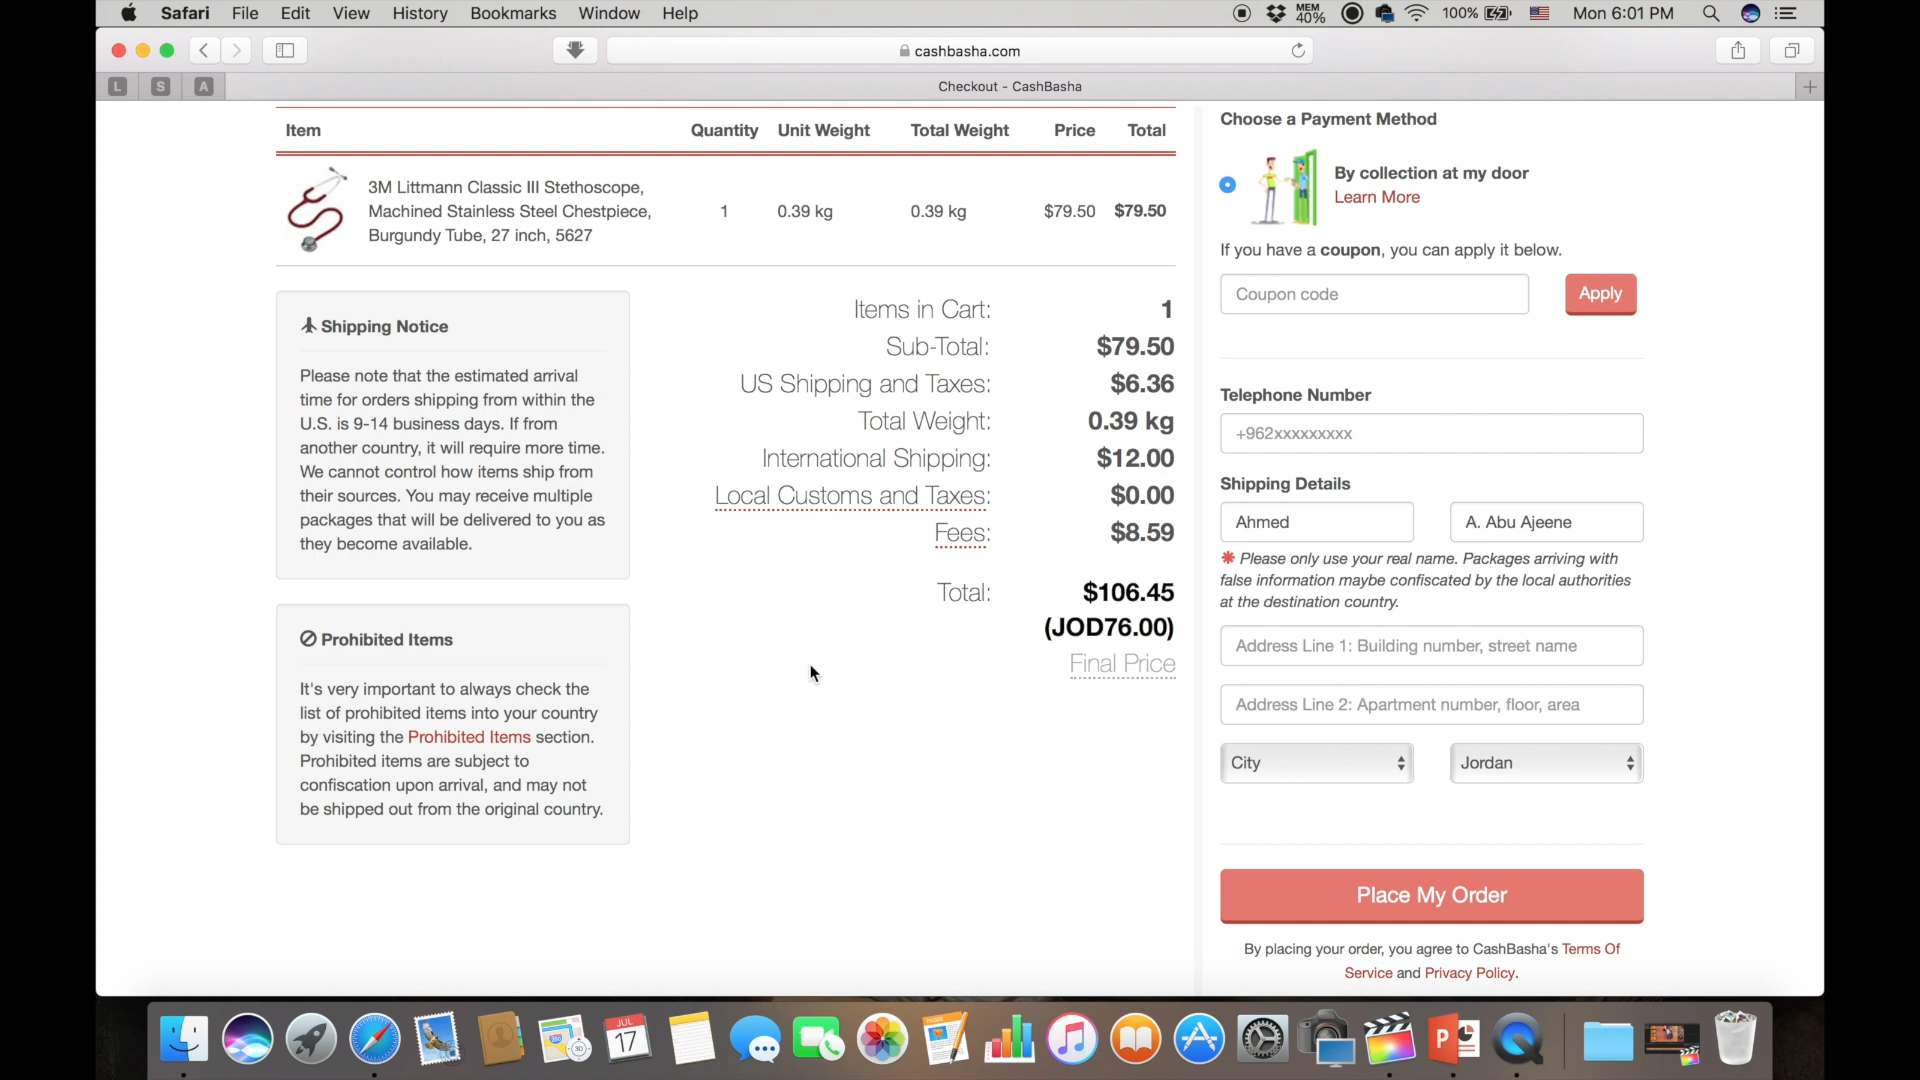 Safari File Edit View History Bookmarks Window Help
MEM 40% 100% Mon 6:01 PM
cashbasha.com
L S A Checkout - CashBasha
Item Quantity Unit Weight Total Weight Price Total
3M Littmann Classic III Stethoscope,
Machined Stainless Steel Chestpiece,
Burgundy Tube, 27 inch, 5627
1 0.39 kg 0.39 kg $79.50 $79.50
Shipping Notice
Please note that the estimated arrival
time for orders shipping from within the
U.S. is 9-14 business days. If from
another country, it will require more time.
We cannot control how items ship from
their sources. You may receive multiple
packages that will be delivered to you as
they become available.
Prohibited Items
It's very important to always check the
list of prohibited items into your country
by visiting the Prohibited Items section.
Prohibited items are subject to
confiscation upon arrival, and may not
be shipped out from the original country.
Items in Cart: 1
Sub-Total: $79.50
US Shipping and Taxes: $6.36
Total Weight: 0.39 kg
International Shipping: $12.00
Local Customs and Taxes: $0.00
Fees: $8.59
Total: $106.45
(JOD76.00)
Final Price
Choose a Payment Method
By collection at my door
Learn More
If you have a coupon, you can apply it below.
Coupon code Apply
Telephone Number
+962xxxxxxxxx
Shipping Details
Ahmed A. Abu Ajeene
* Please only use your real name. Packages arriving with
false information maybe confiscated by the local authorities
at the destination country.
Address Line 1: Building number, street name
Address Line 2: Apartment number, floor, area
City Jordan
Place My Order
By placing your order, you agree to CashBasha's Terms Of
Service and Privacy Policy.
JUL
17
3D
PAGES
P